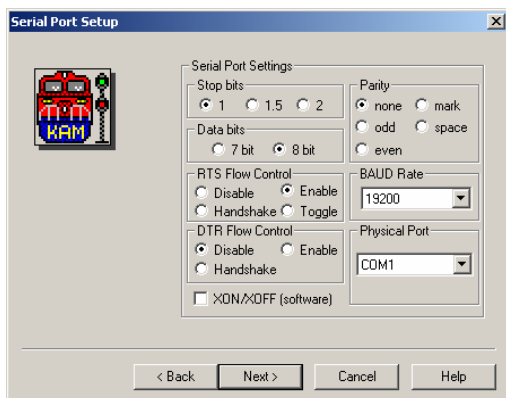 Serial Port Setup
KAM
Serial Port Settings
Stop bits
1 1.5 2
Data bits
7 bit 8 bit
RTS Flow Control
Disable Enable
Handshake Toggle
DTR Flow Control
Disable Enable
Handshake
XON/XOFF (software)
Parity
none mark
odd space
even
BAUD Rate
19200
Physical Port
COM1
< Back Next > Cancel Help